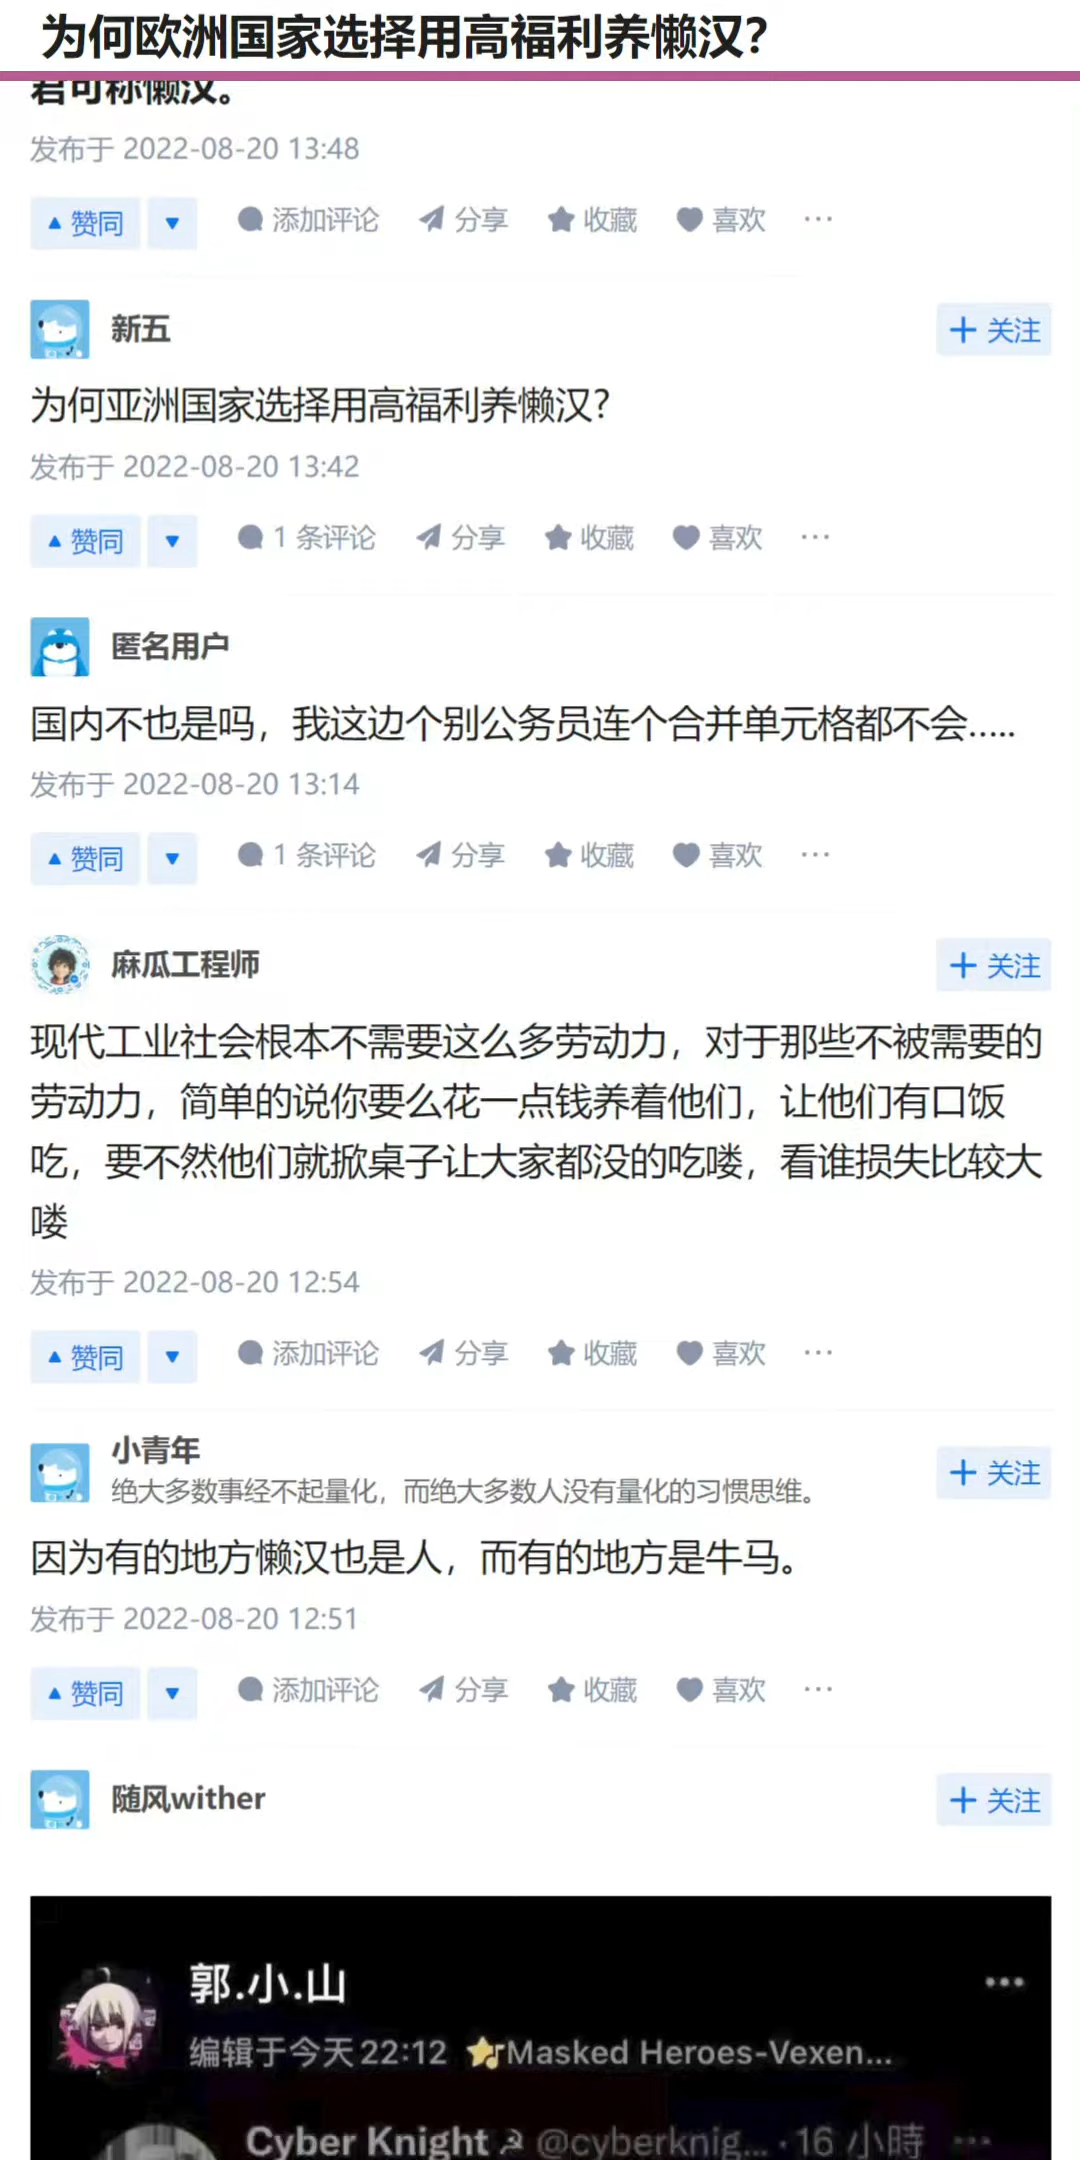 为何欧洲国家选择用高福利养懒汉？
君可称懒汉。
发布于 2022-08-20 13:48
赞同 添加评论 分享 收藏 喜欢 ···
新五 + 关注
为何亚洲国家选择用高福利养懒汉？
发布于 2022-08-20 13:42
赞同 1 条评论 分享 收藏 喜欢 ···
匿名用户
国内不也是吗，我这边个别公务员连个合并单元格都不会.....
发布于 2022-08-20 13:14
赞同 1 条评论 分享 收藏 喜欢 ···
麻瓜工程师 + 关注
现代工业社会根本不需要这么多劳动力，对于那些不被需要的
劳动力，简单的说你要么花一点钱养着他们，让他们有口饭
吃，要不然他们就掀桌子让大家都没的吃喽，看谁损失比较大
喽
发布于 2022-08-20 12:54
赞同 添加评论 分享 收藏 喜欢 ···
小青年 + 关注
绝大多数事经不起量化，而绝大多数人没有量化的习惯思维。
因为有的地方懒汉也是人，而有的地方是牛马。
发布于 2022-08-20 12:51
赞同 添加评论 分享 收藏 喜欢 ···
随风wither + 关注
郭.小.山 ···
编辑于今天22:12 Masked Heroes-Vexen...
Cyber Knight☭ @cyberknig... · 16 小時 ···